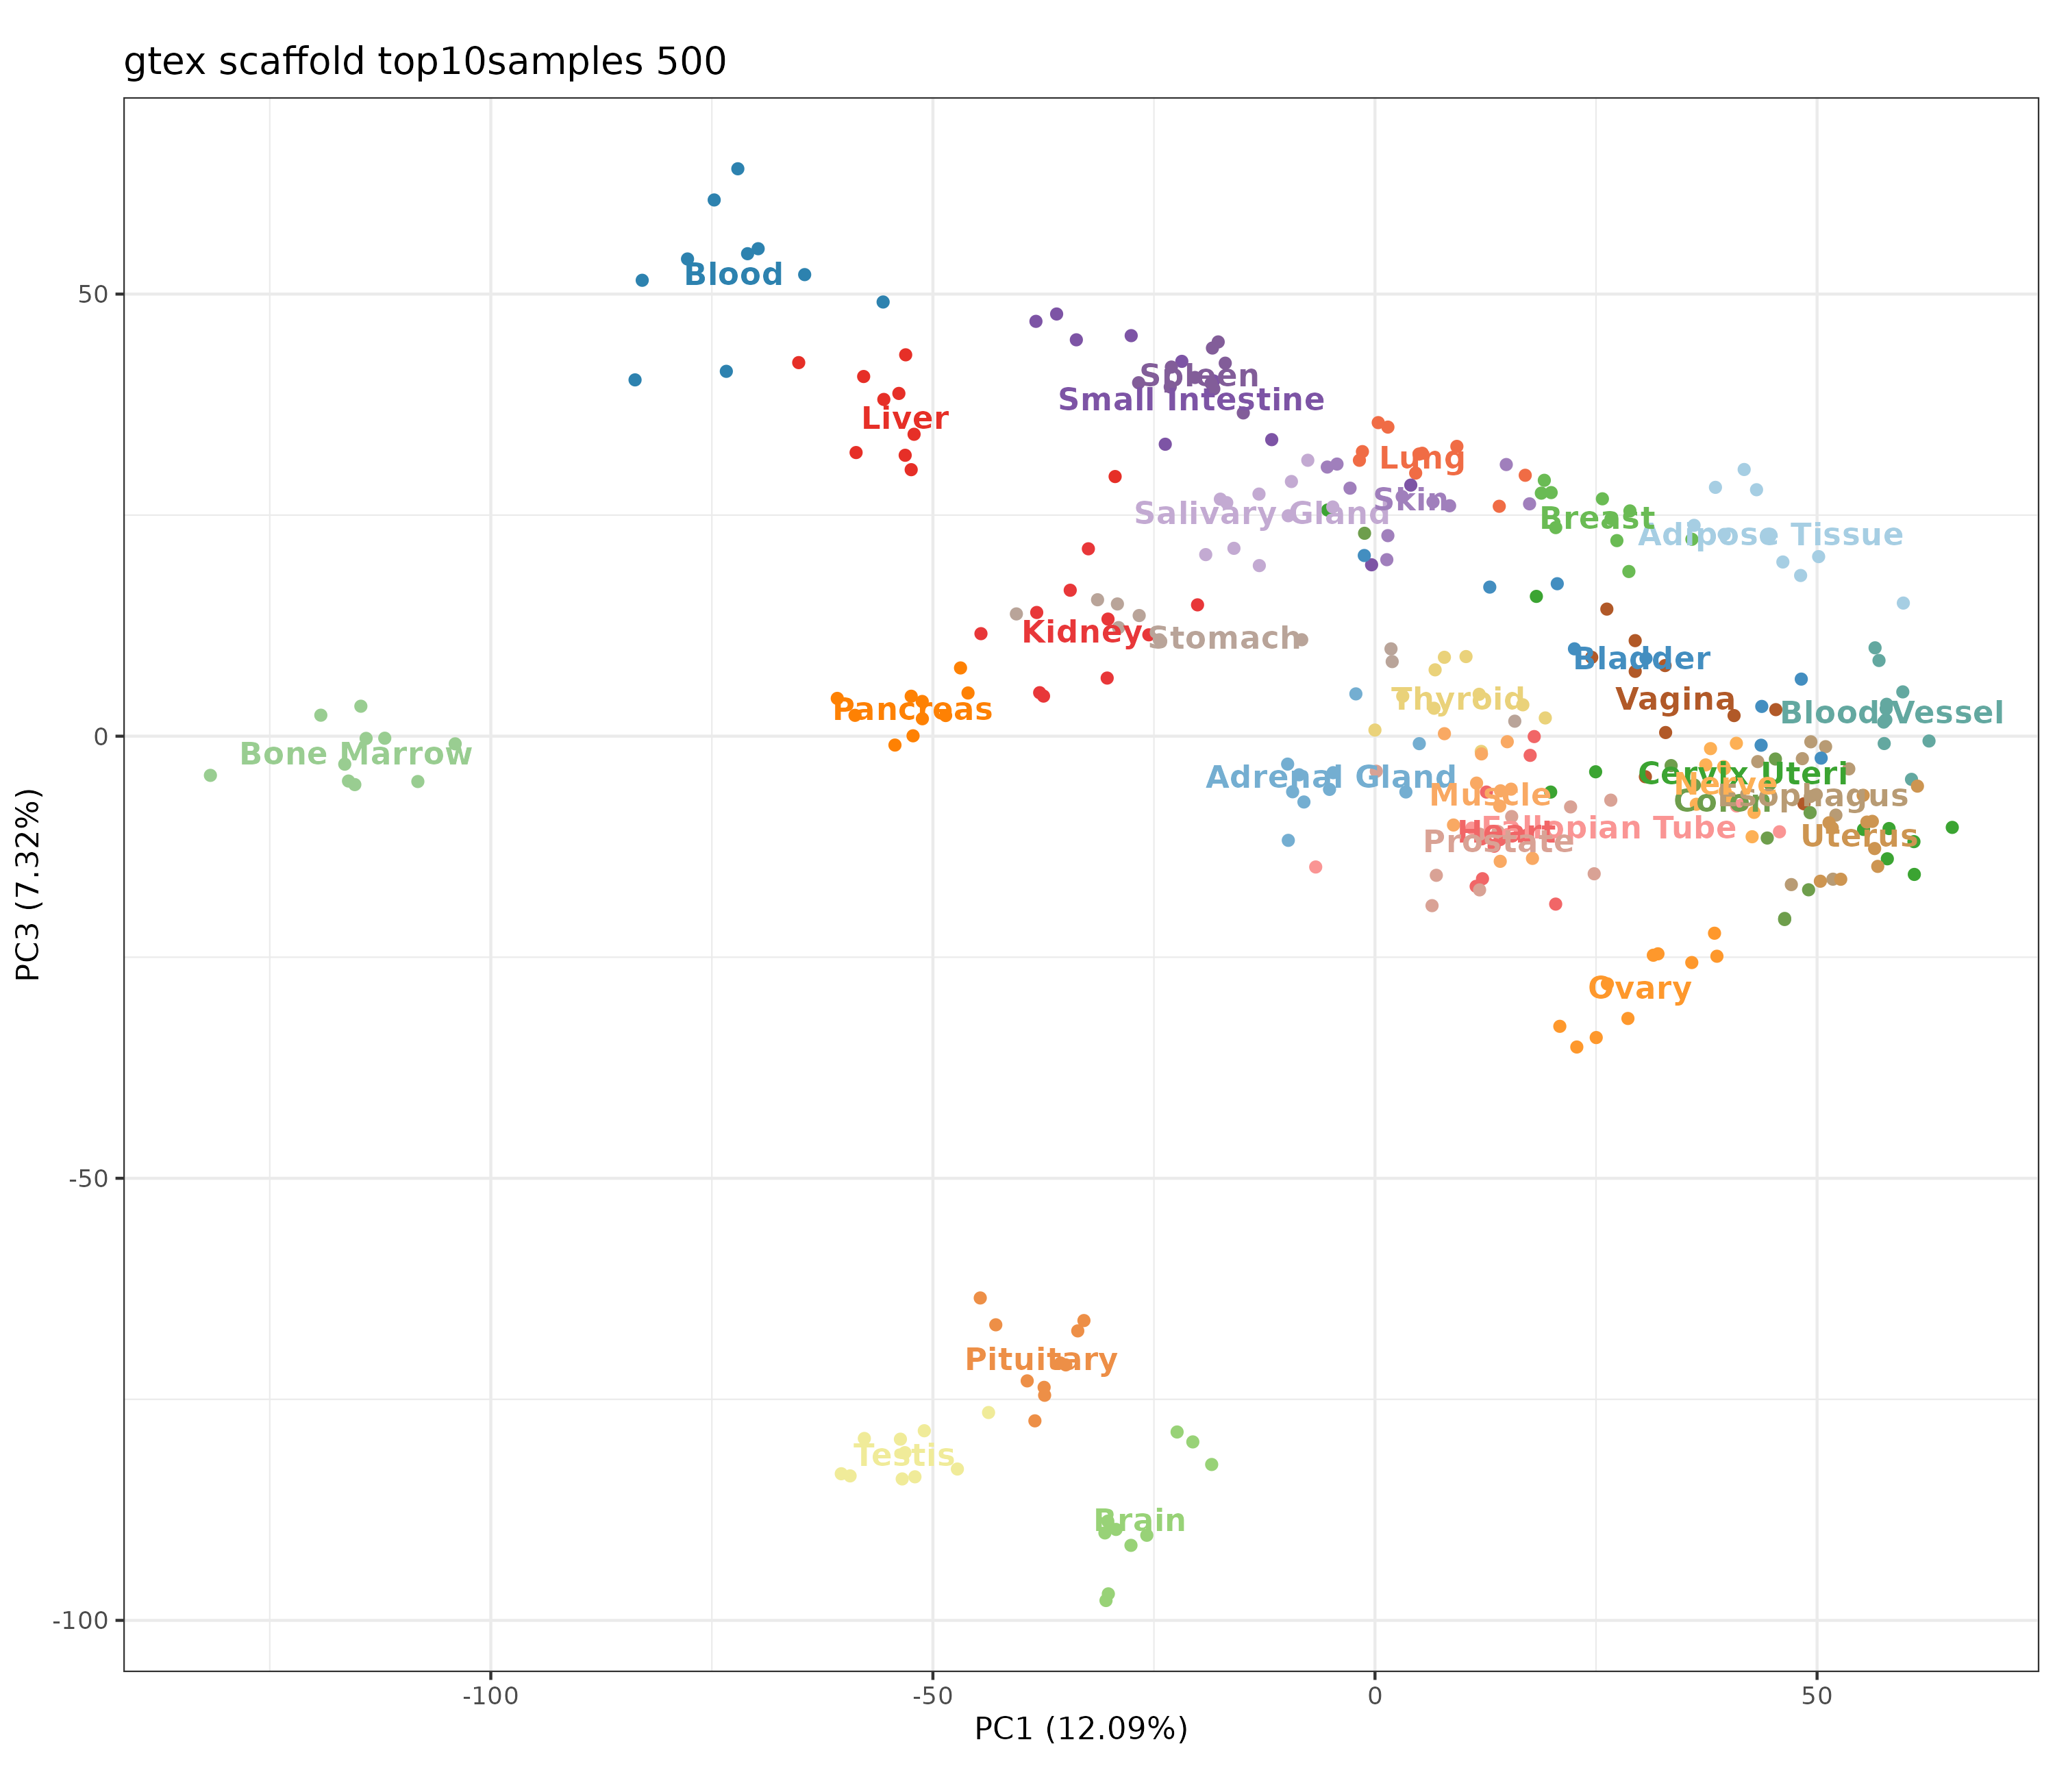 gtex scaffold top10samples 500
50
0
-50
-100
PC3 (7.32%)
Blood
Spleen
Small Intestine
Liver
Lung
Skin
Salivary Gland
Breast
Adipose Tissue
Kidney
Stomach
Bladder
Thyroid
Vagina
Pancreas
Blood Vessel
Bone Marrow
Cervix Uteri
Adrenal Gland
Nerve
Muscle
Esophagus
Colon
Fallopian Tube
Heart
Uterus
Prostate
Ovary
Pituitary
Testis
Brain
-100
-50
0
50
PC1 (12.09%)